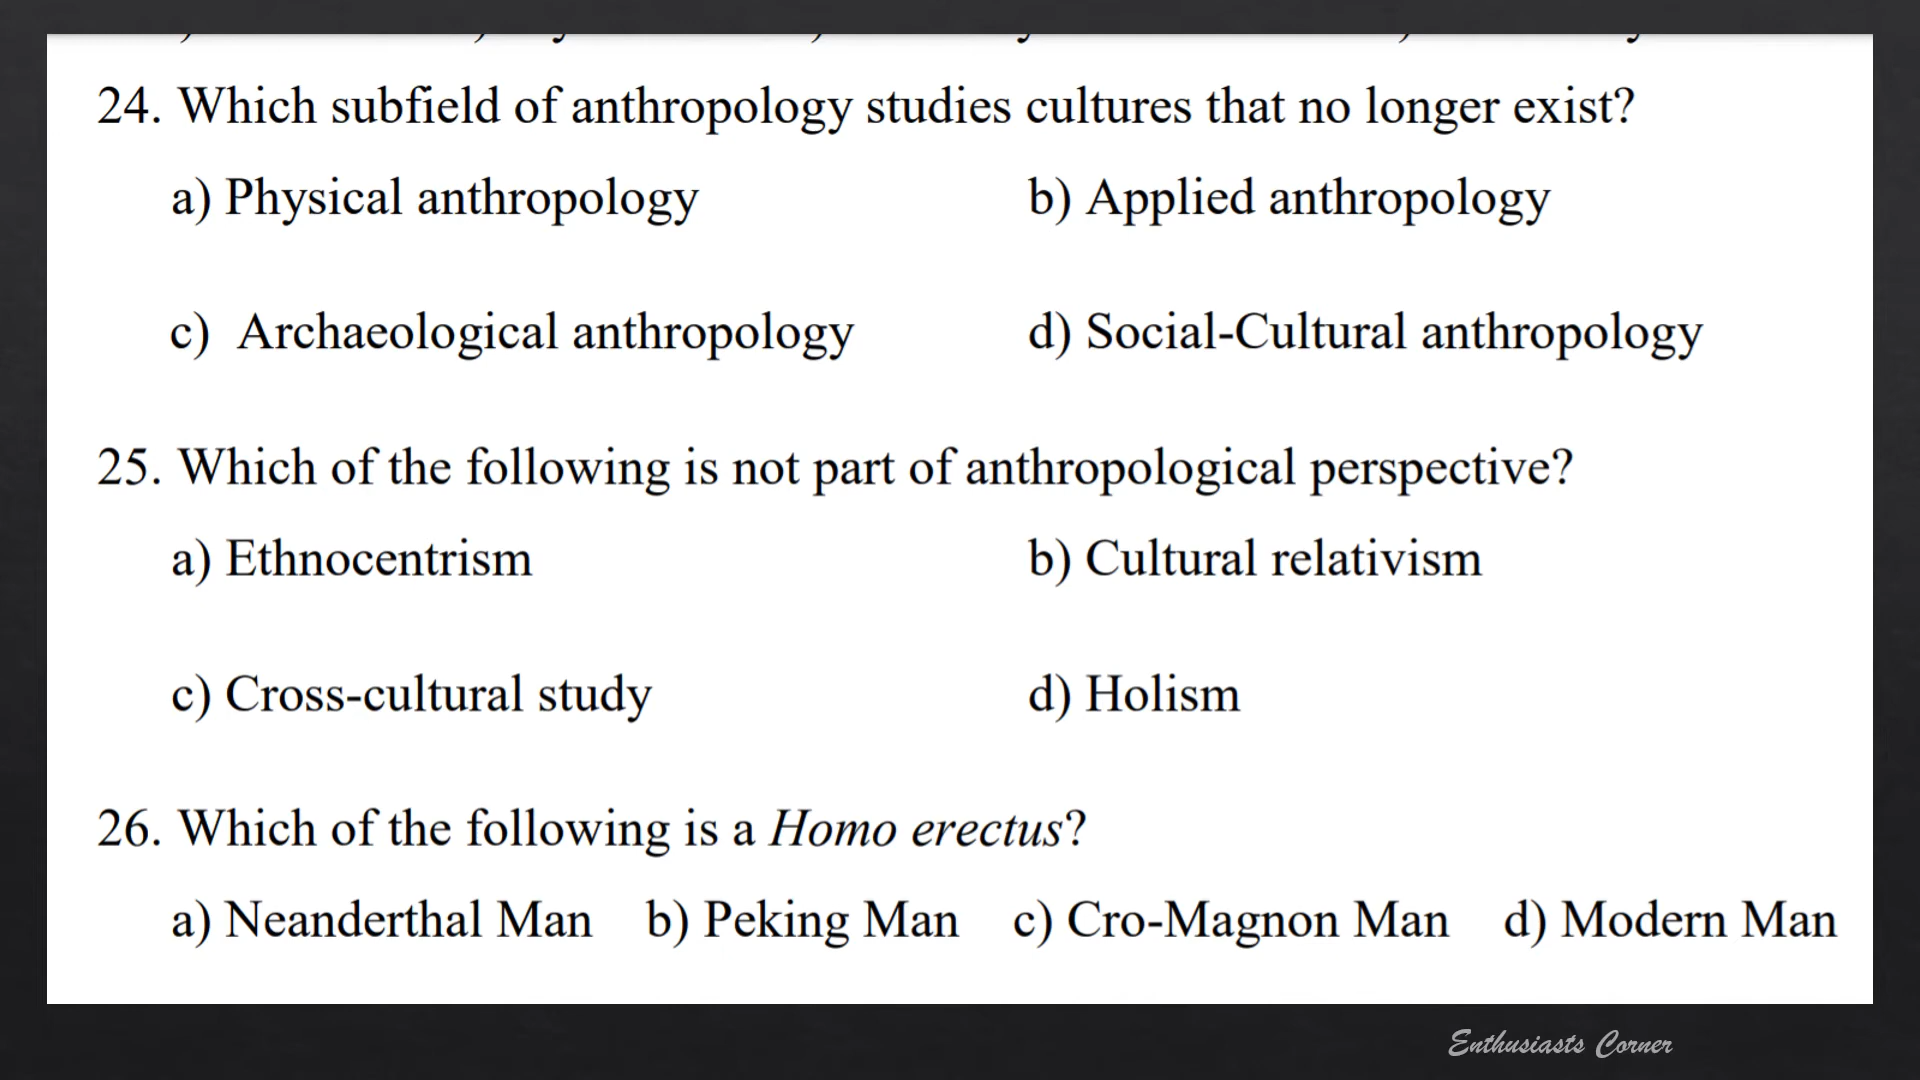 24. Which subfield of anthropology studies cultures that no longer exist?
a) Physical anthropology b) Applied anthropology
c) Archaeological anthropology d) Social-Cultural anthropology
25. Which of the following is not part of anthropological perspective?
a) Ethnocentrism b) Cultural relativism
c) Cross-cultural study d) Holism
26. Which of the following is a Homo erectus?
a) Neanderthal Man b) Peking Man c) Cro-Magnon Man d) Modern Man
Enthusiasts Corner